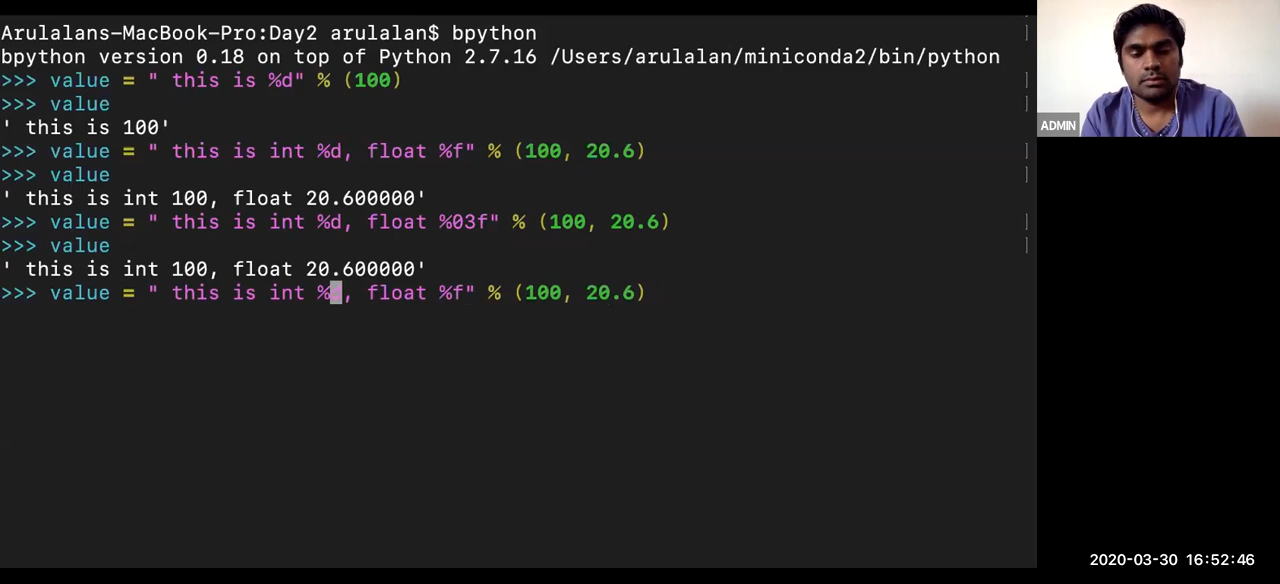 Arulalans-MacBook-Pro:Day2 arulalan$ bpython
bpython version 0.18 on top of Python 2.7.16 /Users/arulalan/miniconda2/bin/python
>>> value = " this is %d" % (100)
>>> value
' this is 100'
>>> value = " this is int %d, float %f" % (100, 20.6)
>>> value
' this is int 100, float 20.600000'
>>> value = " this is int %d, float %03f" % (100, 20.6)
>>> value
' this is int 100, float 20.600000'
>>> value = " this is int %d, float %f" % (100, 20.6)
ADMIN
2020-03-30 16:52:46